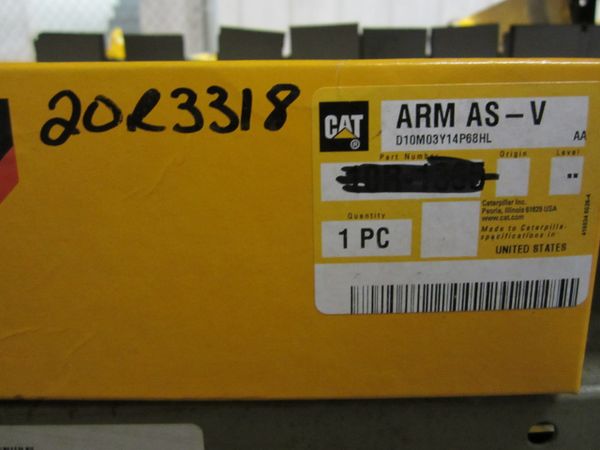 20R3318
CAT
®
ARM AS-V
D10M03Y14P68HL
AA
Part Number
Origin
Level
Quantity
1 PC
Caterpillar Inc.
Peoria, Illinois 61629 USA
www.cat.com
Made to Caterpillar
specifications in
UNITED STATES